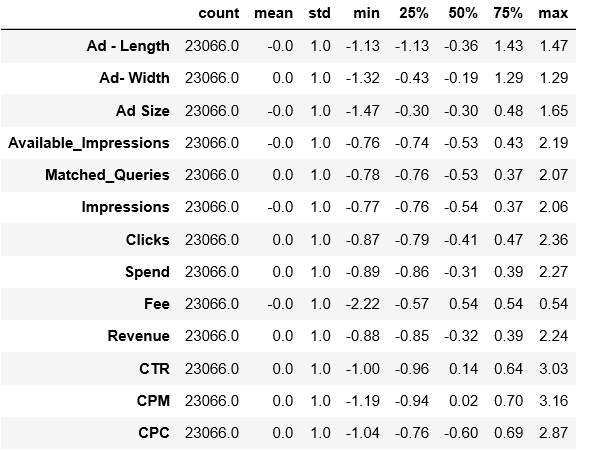 count mean std min 25% 50% 75% max
Ad - Length 23066.0 -0.0 1.0 -1.13 -1.13 -0.36 1.43 1.47
Ad- Width 23066.0 0.0 1.0 -1.32 -0.43 -0.19 1.29 1.29
Ad Size 23066.0 -0.0 1.0 -1.47 -0.30 -0.30 0.48 1.65
Available_Impressions 23066.0 -0.0 1.0 -0.76 -0.74 -0.53 0.43 2.19
Matched_Queries 23066.0 0.0 1.0 -0.78 -0.76 -0.53 0.37 2.07
Impressions 23066.0 -0.0 1.0 -0.77 -0.76 -0.54 0.37 2.06
Clicks 23066.0 0.0 1.0 -0.87 -0.79 -0.41 0.47 2.36
Spend 23066.0 0.0 1.0 -0.89 -0.86 -0.31 0.39 2.27
Fee 23066.0 -0.0 1.0 -2.22 -0.57 0.54 0.54 0.54
Revenue 23066.0 0.0 1.0 -0.88 -0.85 -0.32 0.39 2.24
CTR 23066.0 0.0 1.0 -1.00 -0.96 0.14 0.64 3.03
CPM 23066.0 0.0 1.0 -1.19 -0.94 0.02 0.70 3.16
CPC 23066.0 0.0 1.0 -1.04 -0.76 -0.60 0.69 2.87